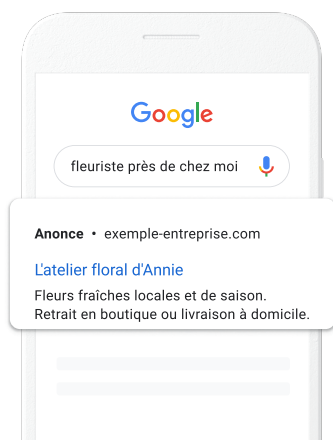 Google
fleuriste près de chez moi
Anonce • exemple-entreprise.com
L'atelier floral d'Annie
Fleurs fraîches locales et de saison.
Retrait en boutique ou livraison à domicile.